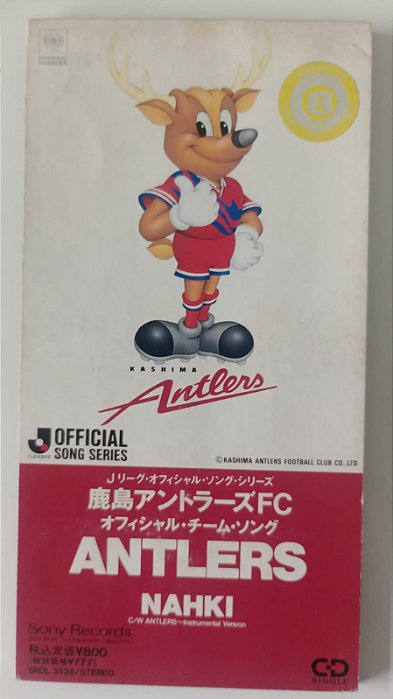 SONY
8
KASHIMA
Antlers
J.LEAGUE
OFFICIAL
SONG SERIES
©KASHIMA ANTLERS FOOTBALL CLUB CO., LTD
Jリーグ・オフィシャル・ソング・シリーズ
鹿島アントラーズFC
オフィシャル・チーム・ソング
ANTLERS
NAHKI
C/W ANTLERS〜Instrumental Version
Sony Records
税込定価¥800
(税抜価格¥777)
SRDL 3528/STEREO
CD
SINGLE